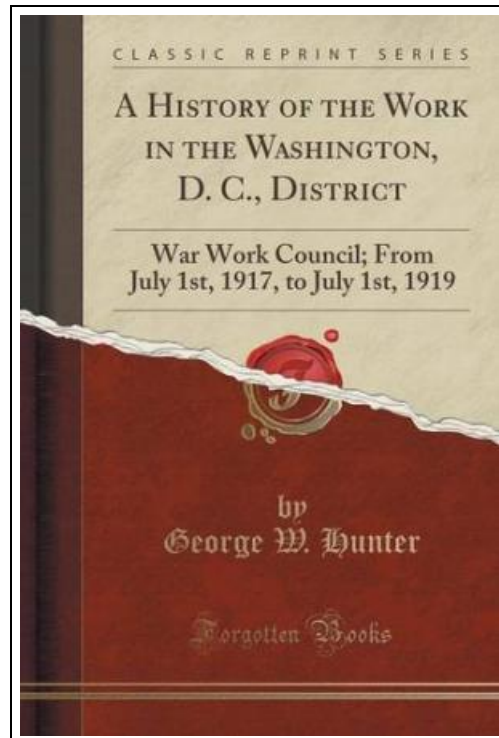 CLASSIC REPRINT SERIES
A HISTORY OF THE WORK
IN THE WASHINGTON,
D. C., DISTRICT
War Work Council; From
July 1st, 1917, to July 1st, 1919
by
George W. Hunter
Forgotten Books